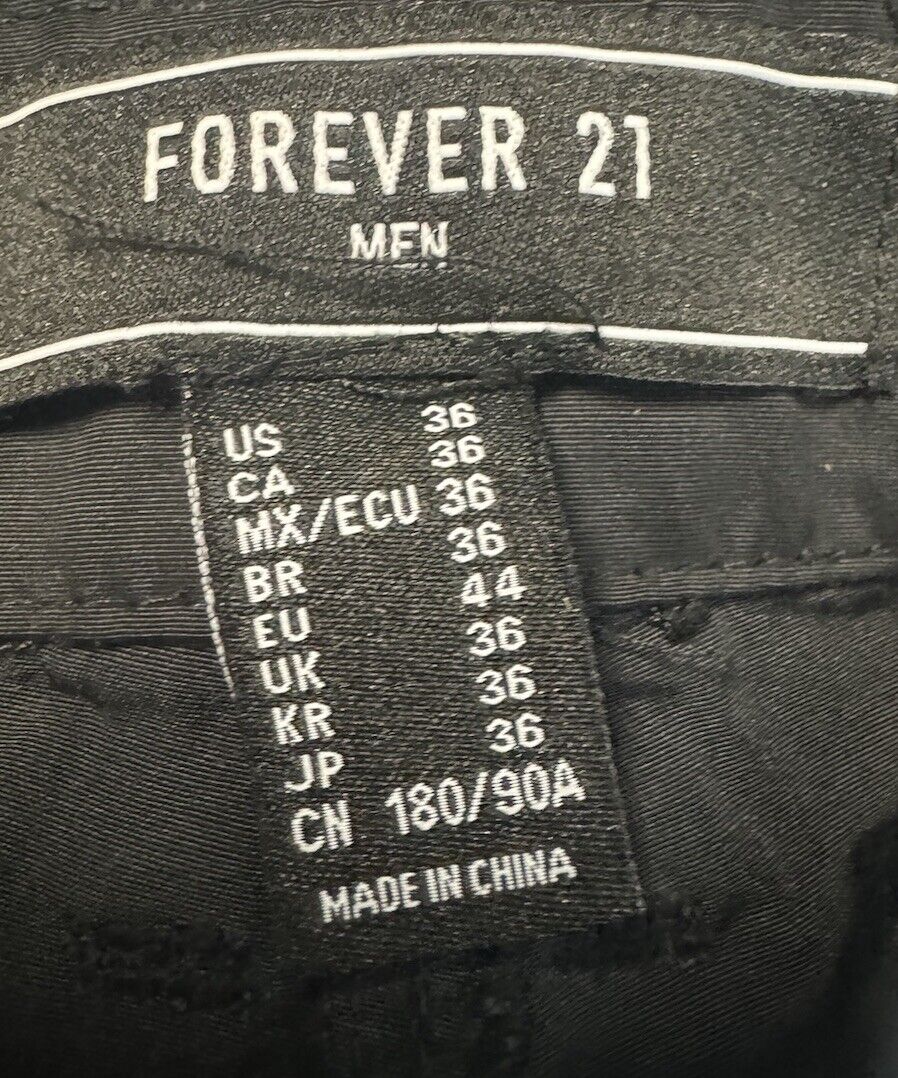 FOREVER 21
MEN
US 36
CA 36
MX/ECU 36
BR 36
EU 44
UK 36
KR 36
JP 36
CN 180/90A
MADE IN CHINA